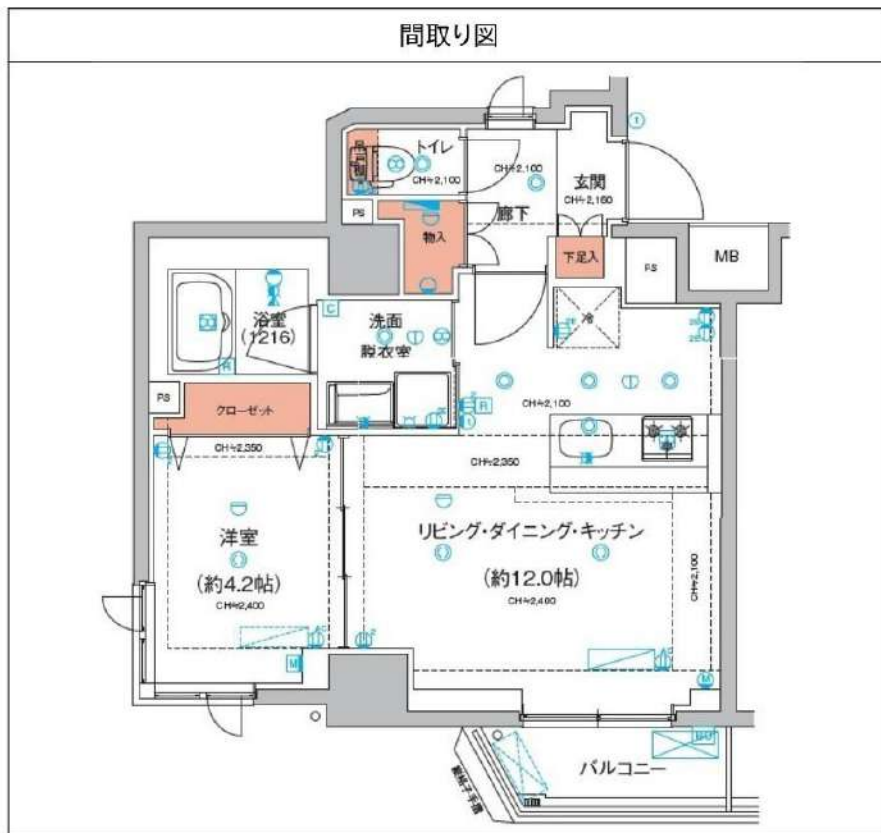 間取り図
トイレ
CH≒2,100
CH≒2,100
玄関
CH≒2,160
廊下
PS
物入
下足入
PS
MB
浴室
(1216)
C
洗面
脱衣室
冷
R
PS
クローゼット
R
CH≒2,100
CH≒2,350
CH≒2,350
洋室
(約4.2帖)
CH≒2,400
リビング・ダイニング・キッチン
(約12.0帖)
CH≒2,400
CH≒2,100
M
M
バルコニー